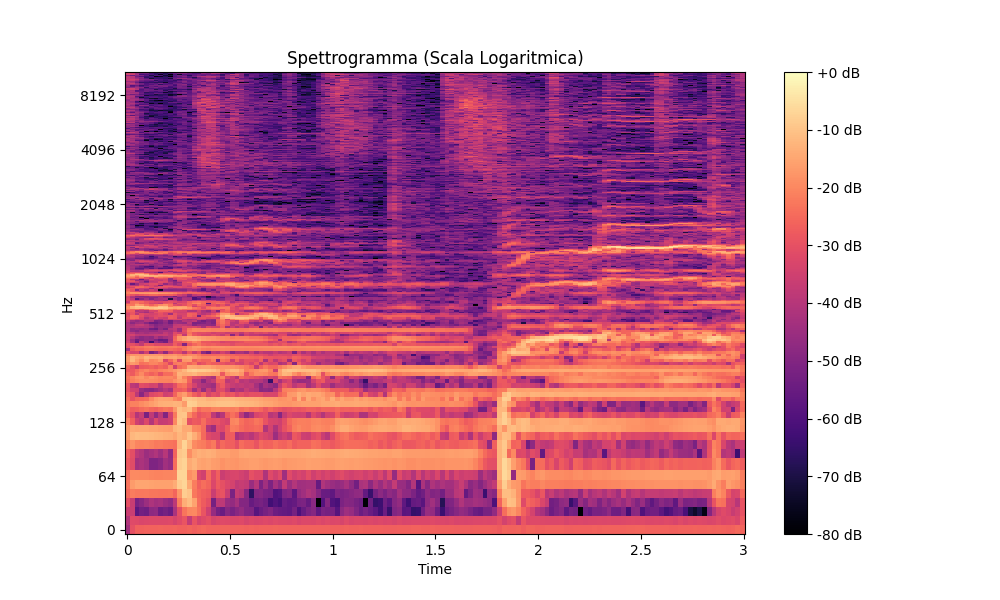 Spettrogramma (Scala Logaritmica)
Hz
8192
4096
2048
1024
512
256
128
64
0
0
0.5
1
1.5
2
2.5
3
Time
+0 dB
-10 dB
-20 dB
-30 dB
-40 dB
-50 dB
-60 dB
-70 dB
-80 dB